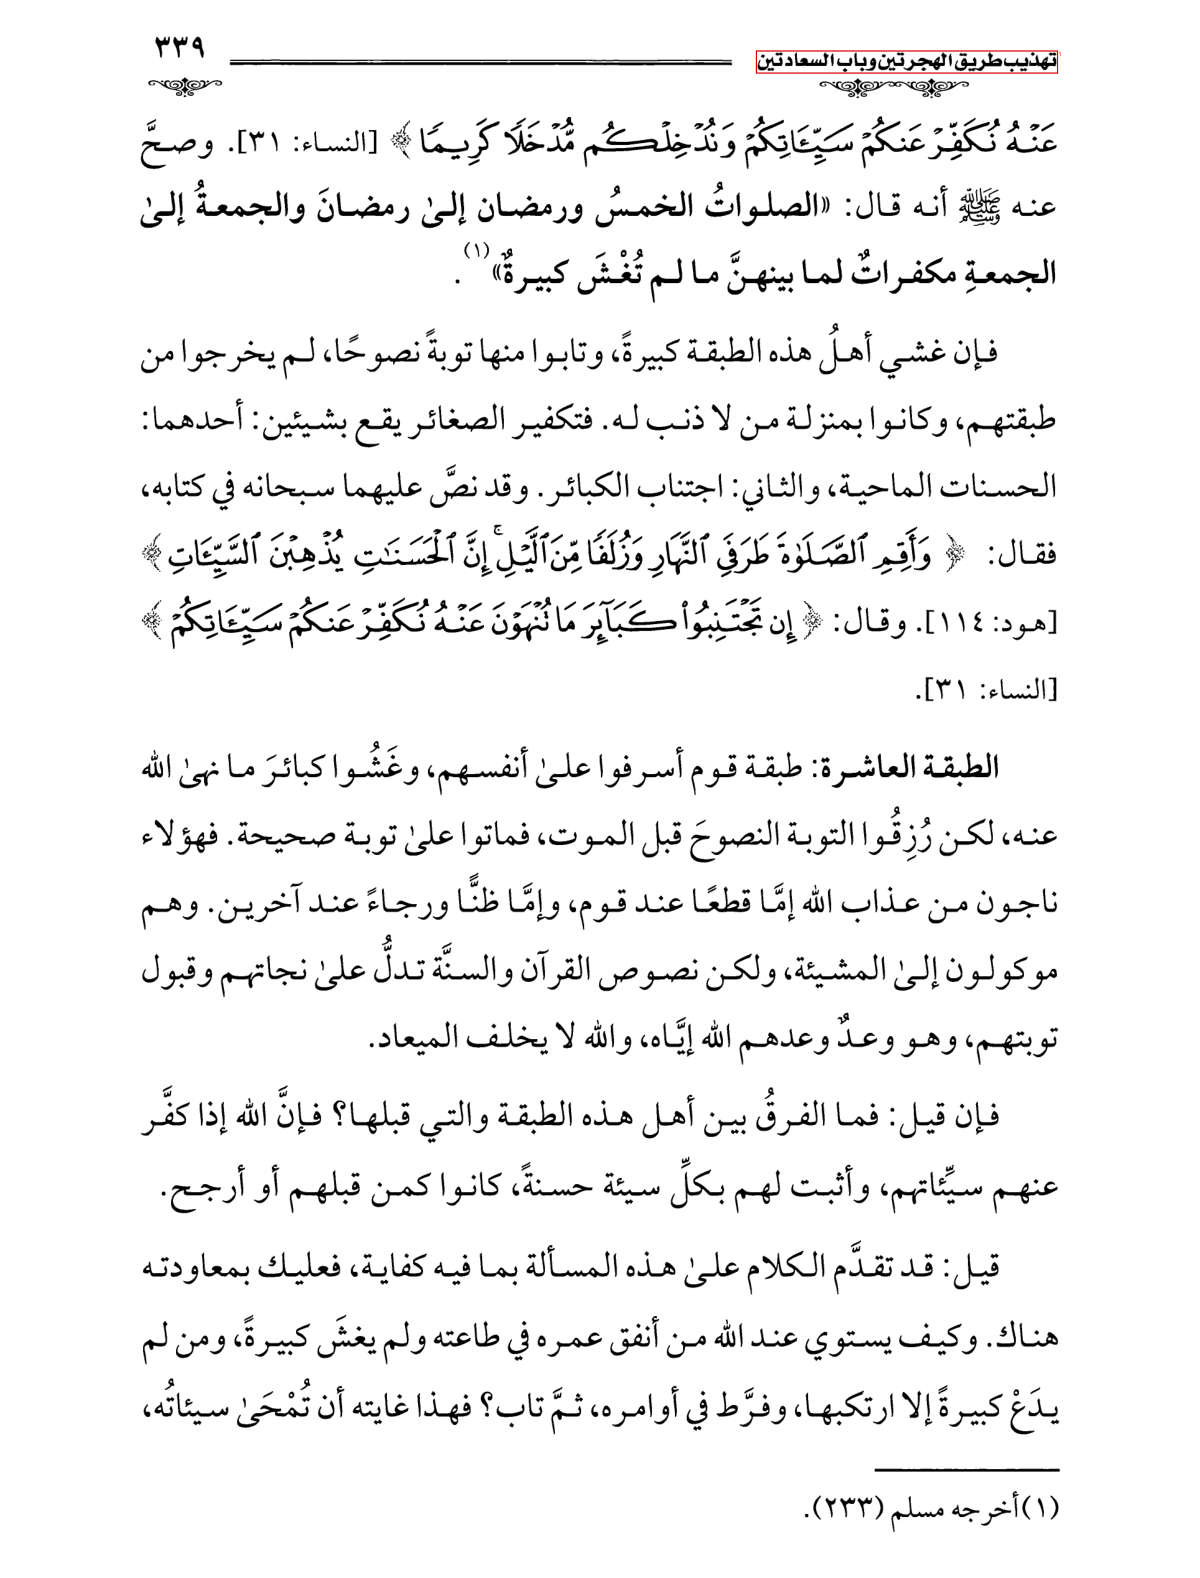 تهذيب طريق الهجرتين وباب السعادتين
٣٣٩
عَنْهُ نُكَفِّرْ عَنكُمْ سَيِّـَٔاتِكُمْ وَنُدْخِلْكُم مُّدْخَلًا كَرِيمًا ﴾ [النساء: ٣١]. وصحَّ
عنه ﷺ أنه قال: «الصلواتُ الخمسُ ورمضان إلىٰ رمضانَ والجمعةُ إلىٰ
الجمعةِ مكفراتٌ لما بينهنَّ ما لم تُغْشَ كبيرةٌ»(١).
فإن غشي أهلُ هذه الطبقة كبيرةً، وتابوا منها توبةً نصوحًا، لم يخرجوا من
طبقتهم، وكانوا بمنزلة من لا ذنب له. فتكفير الصغائر يقع بشيئين: أحدهما:
الحسنات الماحية، والثاني: اجتناب الكبائر. وقد نصَّ عليهما سبحانه في كتابه،
فقال: ﴿ وَأَقِمِ ٱلصَّلَوٰةَ طَرَفَيِ ٱلنَّهَارِ وَزُلَفًا مِّنَ ٱلَّيْلِ ۚ إِنَّ ٱلْحَسَنَٰتِ يُذْهِبْنَ ٱلسَّيِّـَٔاتِ ﴾
[هود: ١١٤]. وقال: ﴿ إِن تَجْتَنِبُوا۟ كَبَآئِرَ مَا تُنْهَوْنَ عَنْهُ نُكَفِّرْ عَنكُمْ سَيِّـَٔاتِكُمْ ﴾
[النساء: ٣١].
الطبقة العاشرة: طبقة قوم أسرفوا علىٰ أنفسهم، وغَشُوا كبائرَ ما نهىٰ الله
عنه، لكن رُزِقُوا التوبة النصوحَ قبل الموت، فماتوا علىٰ توبة صحيحة. فهؤلاء
ناجون من عذاب الله إمَّا قطعًا عند قوم، وإمَّا ظنًّا ورجاءً عند آخرين. وهم
موكولون إلىٰ المشيئة، ولكن نصوص القرآن والسنَّة تدلُّ علىٰ نجاتهم وقبول
توبتهم، وهو وعدٌ وعدهم الله إيَّاه، والله لا يخلف الميعاد.
فإن قيل: فما الفرقُ بين أهل هذه الطبقة والتي قبلها؟ فإنَّ الله إذا كفَّر
عنهم سيِّئاتهم، وأثبت لهم بكلِّ سيئة حسنةً، كانوا كمن قبلهم أو أرجح.
قيل: قد تقدَّم الكلام علىٰ هذه المسألة بما فيه كفاية، فعليك بمعاودته
هناك. وكيف يستوي عند الله من أنفق عمره في طاعته ولم يغشَ كبيرةً، ومن لم
يدَعْ كبيرةً إلا ارتكبها، وفرَّط في أوامره، ثمَّ تاب؟ فهذا غايته أن تُمْحَىٰ سيئاتُه،
(١) أخرجه مسلم (٢٣٣).